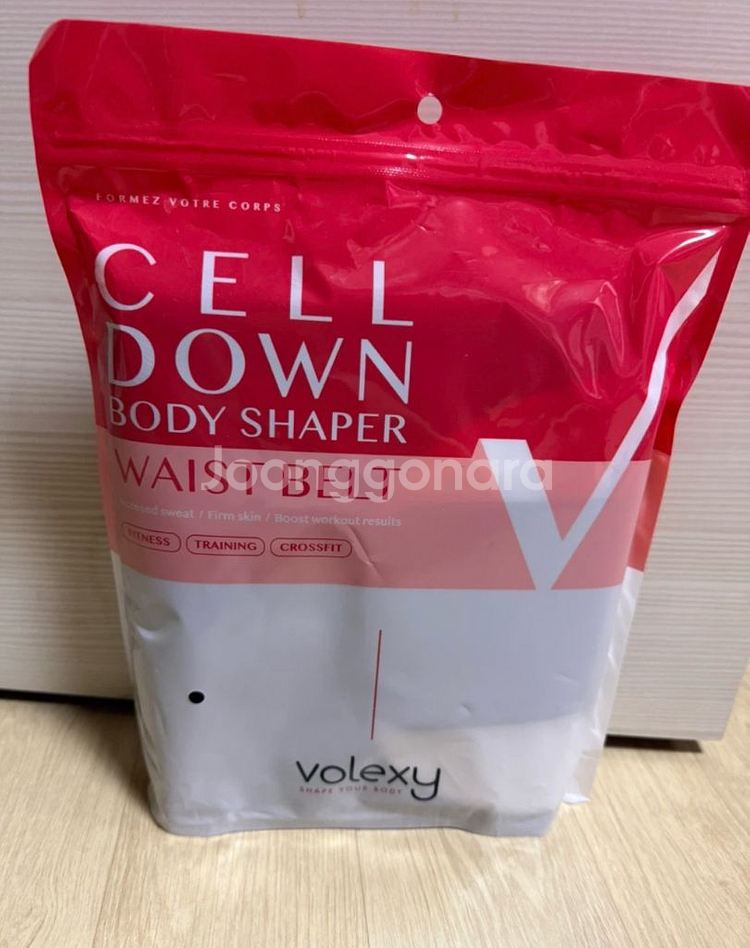 FORMEZ VOTRE CORPS
CELL
DOWN
BODY SHAPER
WAIST BELT
Joonggonara
sweat / Firm skin / Boost workout results
FITNESS TRAINING CROSSFIT
V
volexy
SHAPE YOUR BODY